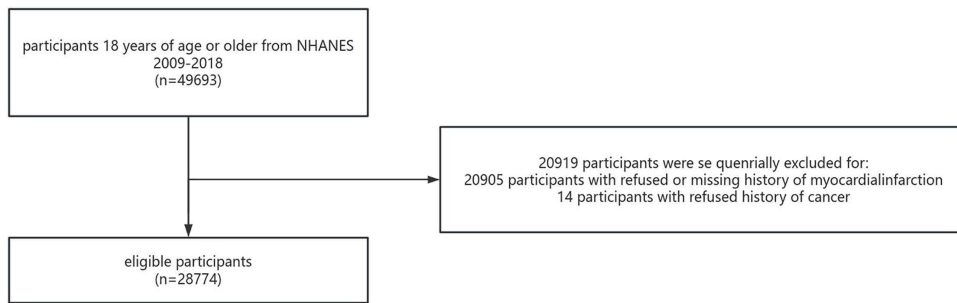 participants 18 years of age or older from NHANES
2009-2018
(n=49693)
20919 participants were se quenrially excluded for:
20905 participants with refused or missing history of myocardialinfarction
14 participants with refused history of cancer
eligible participants
(n=28774)